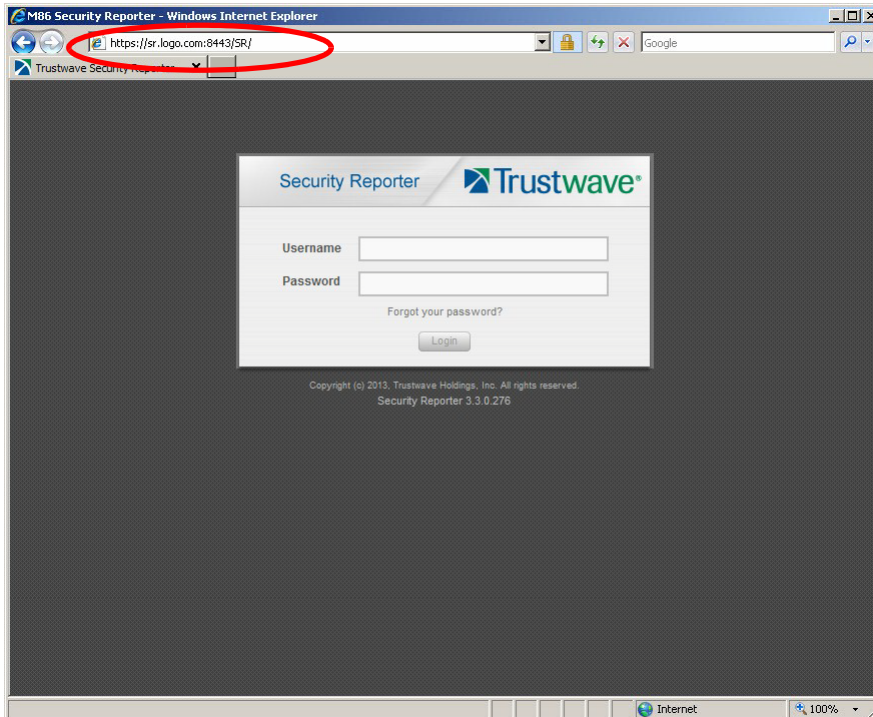 M86 Security Reporter - Windows Internet Explorer
https://sr.logo.com:8443/SR/
Google
Trustwave Security Reporter
Security Reporter
Trustwave®
Username
Password
Forgot your password?
Login
Copyright (c) 2013, Trustwave Holdings, Inc. All rights reserved.
Security Reporter 3.3.0.276
Internet
100%